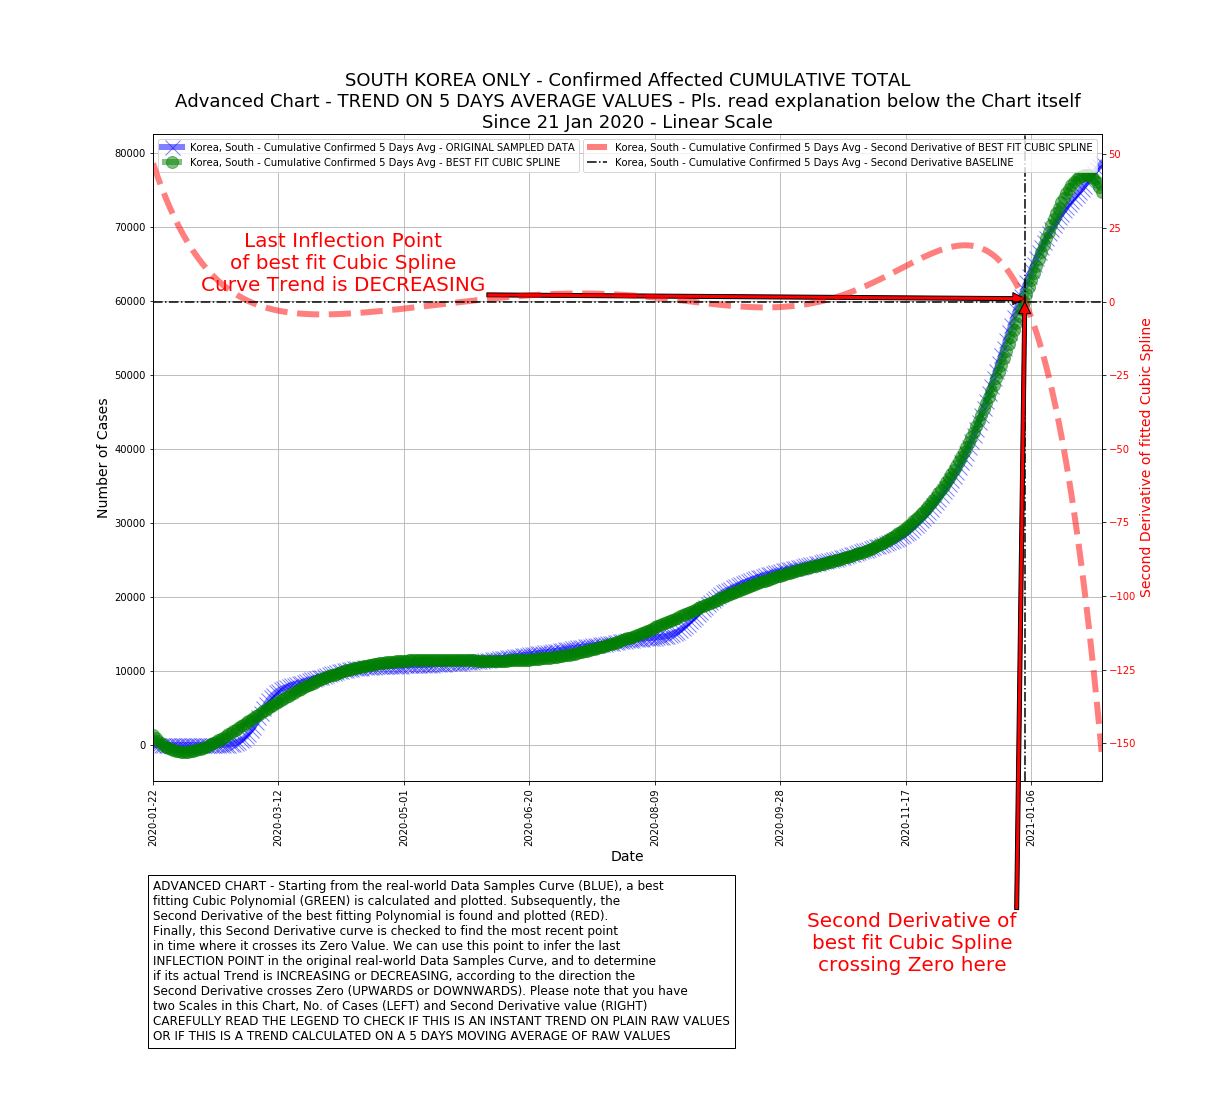 SOUTH KOREA ONLY - Confirmed Affected CUMULATIVE TOTAL
Advanced Chart - TREND ON 5 DAYS AVERAGE VALUES - Pls. read explanation below the Chart itself
Since 21 Jan 2020 - Linear Scale
Korea, South - Cumulative Confirmed 5 Days Avg - ORIGINAL SAMPLED DATA
Korea, South - Cumulative Confirmed 5 Days Avg - BEST FIT CUBIC SPLINE
Korea, South - Cumulative Confirmed 5 Days Avg - Second Derivative of BEST FIT CUBIC SPLINE
Korea, South - Cumulative Confirmed 5 Days Avg - Second Derivative BASELINE
80000
70000
60000
50000
40000
30000
20000
10000
0
Number of Cases
Last Inflection Point
of best fit Cubic Spline
Curve Trend is DECREASING
50
25
0
−25
−50
−75
−100
−125
−150
Second Derivative of fitted Cubic Spline
2020-01-22
2020-03-12
2020-05-01
2020-06-20
2020-08-09
2020-09-28
2020-11-17
2021-01-06
Date
Second Derivative of
best fit Cubic Spline
crossing Zero here
ADVANCED CHART - Starting from the real-world Data Samples Curve (BLUE), a best
fitting Cubic Polynomial (GREEN) is calculated and plotted. Subsequently, the
Second Derivative of the best fitting Polynomial is found and plotted (RED).
Finally, this Second Derivative curve is checked to find the most recent point
in time where it crosses its Zero Value. We can use this point to infer the last
INFLECTION POINT in the original real-world Data Samples Curve, and to determine
if its actual Trend is INCREASING or DECREASING, according to the direction the
Second Derivative crosses Zero (UPWARDS or DOWNWARDS). Please note that you have
two Scales in this Chart, No. of Cases (LEFT) and Second Derivative value (RIGHT)
CAREFULLY READ THE LEGEND TO CHECK IF THIS IS AN INSTANT TREND ON PLAIN RAW VALUES
OR IF THIS IS A TREND CALCULATED ON A 5 DAYS MOVING AVERAGE OF RAW VALUES